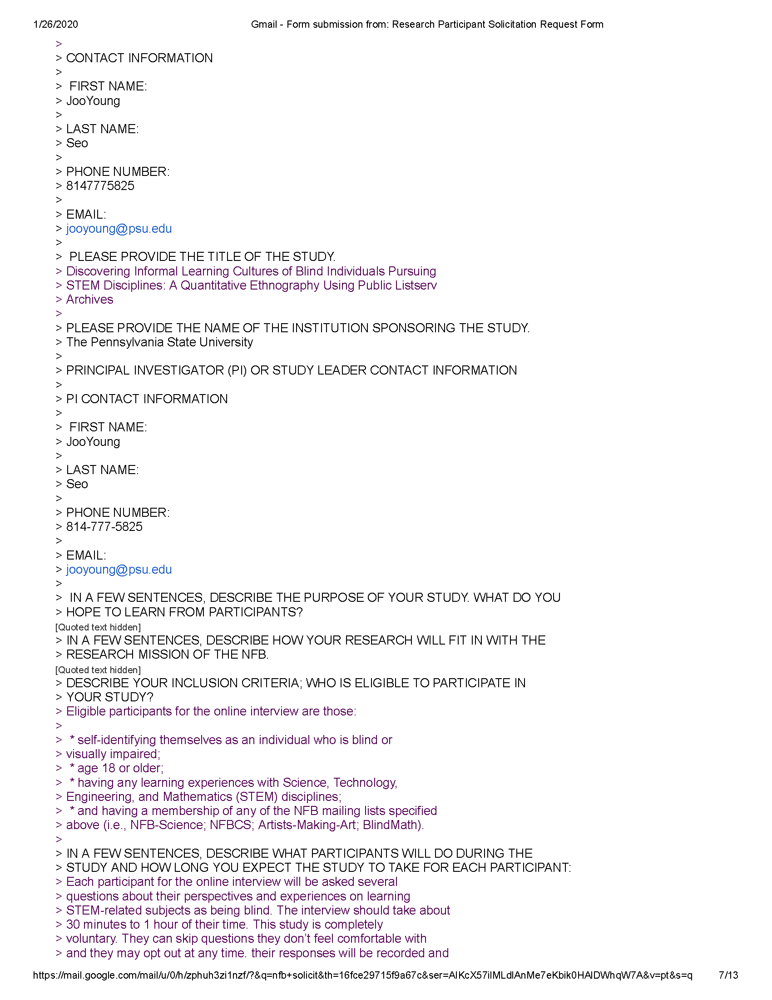 1/26/2020 Gmail - Form submission from: Research Participant Solicitation Request Form
>
> CONTACT INFORMATION
>
>  FIRST NAME:
> JooYoung
>
> LAST NAME:
> Seo
>
> PHONE NUMBER:
> 8147775825
>
> EMAIL:
> jooyoung@psu.edu
>
>  PLEASE PROVIDE THE TITLE OF THE STUDY.
> Discovering Informal Learning Cultures of Blind Individuals Pursuing
> STEM Disciplines: A Quantitative Ethnography Using Public Listserv
> Archives
>
> PLEASE PROVIDE THE NAME OF THE INSTITUTION SPONSORING THE STUDY.
> The Pennsylvania State University
>
> PRINCIPAL INVESTIGATOR (PI) OR STUDY LEADER CONTACT INFORMATION
>
> PI CONTACT INFORMATION
>
>  FIRST NAME:
> JooYoung
>
> LAST NAME:
> Seo
>
> PHONE NUMBER:
> 814-777-5825
>
> EMAIL:
> jooyoung@psu.edu
>
>  IN A FEW SENTENCES, DESCRIBE THE PURPOSE OF YOUR STUDY. WHAT DO YOU
> HOPE TO LEARN FROM PARTICIPANTS?
[Quoted text hidden]
> IN A FEW SENTENCES, DESCRIBE HOW YOUR RESEARCH WILL FIT IN WITH THE
> RESEARCH MISSION OF THE NFB.
[Quoted text hidden]
> DESCRIBE YOUR INCLUSION CRITERIA; WHO IS ELIGIBLE TO PARTICIPATE IN
> YOUR STUDY?
> Eligible participants for the online interview are those:
>
>  * self-identifying themselves as an individual who is blind or
> visually impaired;
>  * age 18 or older;
>  * having any learning experiences with Science, Technology,
> Engineering, and Mathematics (STEM) disciplines;
>  * and having a membership of any of the NFB mailing lists specified
> above (i.e., NFB-Science; NFBCS; Artists-Making-Art; BlindMath).
>
> IN A FEW SENTENCES, DESCRIBE WHAT PARTICIPANTS WILL DO DURING THE
> STUDY AND HOW LONG YOU EXPECT THE STUDY TO TAKE FOR EACH PARTICIPANT:
> Each participant for the online interview will be asked several
> questions about their perspectives and experiences on learning
> STEM-related subjects as being blind. The interview should take about
> 30 minutes to 1 hour of their time. This study is completely
> voluntary. They can skip questions they don’t feel comfortable with
> and they may opt out at any time. their responses will be recorded and
https://mail.google.com/mail/u/0/h/zphuh3zi1nzf/?&q=nfb+solicit&th=16fce29715f9a67c&ser=AIKcX57iIMLdIAnMe7eKbik0HAIDWhqW7A&v=pt&s=q 7/13